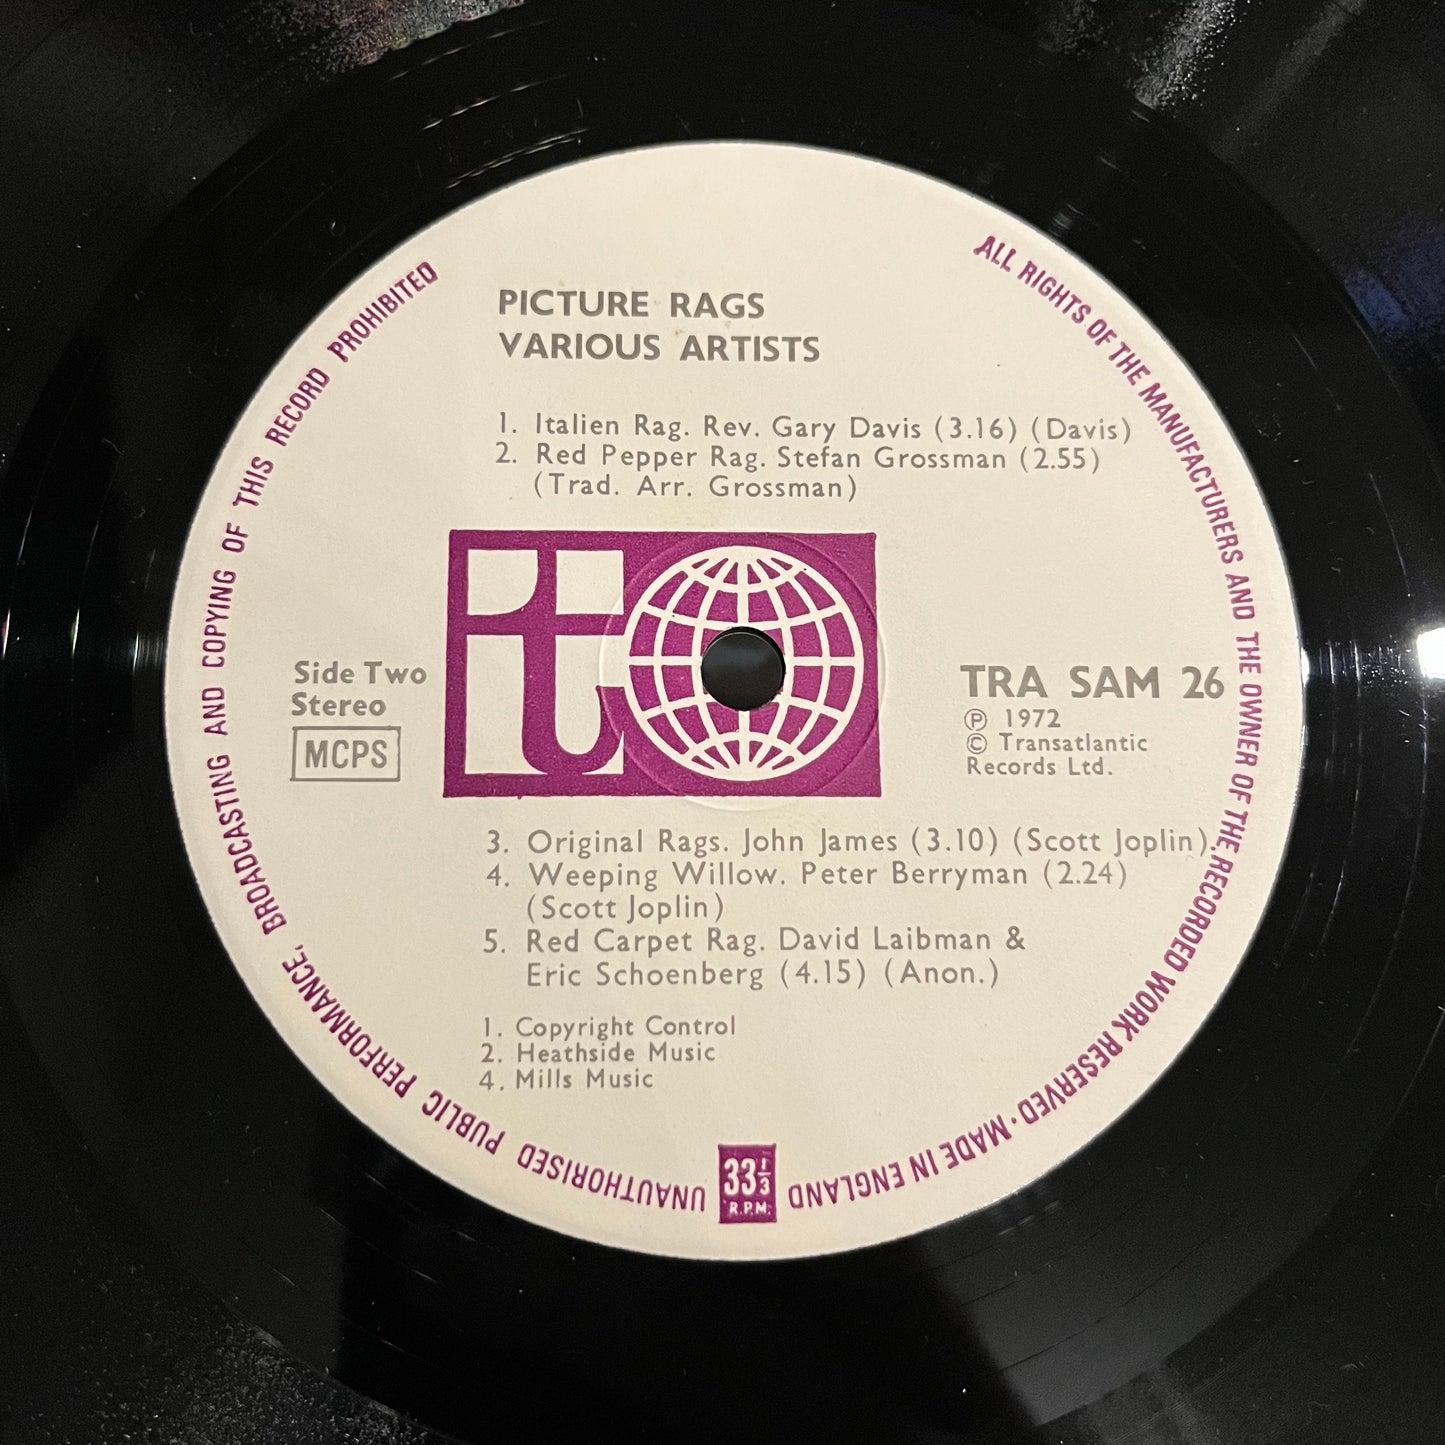 PICTURE RAGS
VARIOUS ARTISTS
1. Italien Rag. Rev. Gary Davis (3.16) (Davis)
2. Red Pepper Rag. Stefan Grossman (2.55)
(Trad. Arr. Grossman)
t
Side Two
Stereo
MCPS
TRA SAM 26
℗ 1972
© Transatlantic
Records Ltd.
3. Original Rags. John James (3.10) (Scott Joplin).
4. Weeping Willow. Peter Berryman (2.24)
(Scott Joplin)
5. Red Carpet Rag. David Laibman &
Eric Schoenberg (4.15) (Anon.)
1. Copyright Control
2. Heathside Music
4. Mills Music
33⅓
R.P.M.
ALL RIGHTS OF THE MANUFACTURERS AND THE OWNER OF THE RECORDED WORK RESERVED · MADE IN ENGLAND
UNAUTHORISED PUBLIC PERFORMANCE, BROADCASTING AND COPYING OF THIS RECORD PROHIBITED